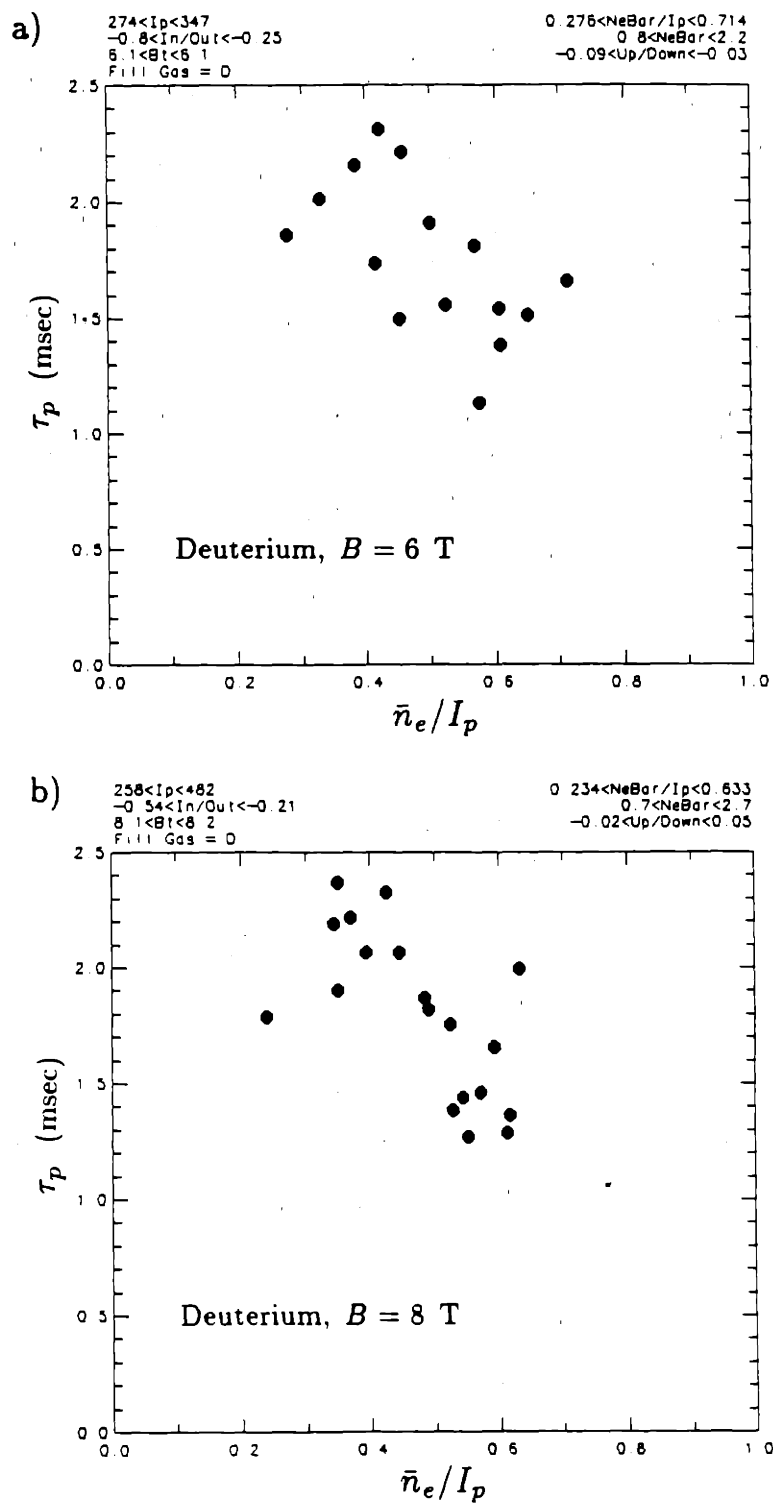 a)
274<Ip<347
-0.8<In/Out<-0.25
6.1<Bt<6 1
Fill Gas = D
0.276<NeBar/Ip<0.714
0 8<NeBar<2.2
-0.09<Up/Down<-0 03
2.5
2.0
1.5
1.0
0.5
0.0
τp (msec)
Deuterium, B = 6 T
0.0 0.2 0.4 0.6 0.8 1.0
n̄e/Ip
b)
258<Ip<482
-0 54<In/Out<-0.21
8 1<Bt<8 2
Fill Gas = D
0 234<NeBar/Ip<0.633
0.7<NeBar<2.7
-0.02<Up/Down<0.05
2 5
2.0
1 5
1 0
0 5
0 0
τp (msec)
Deuterium, B = 8 T
0.0 0.2 0.4 0.6 0.8 1 0
n̄e/Ip